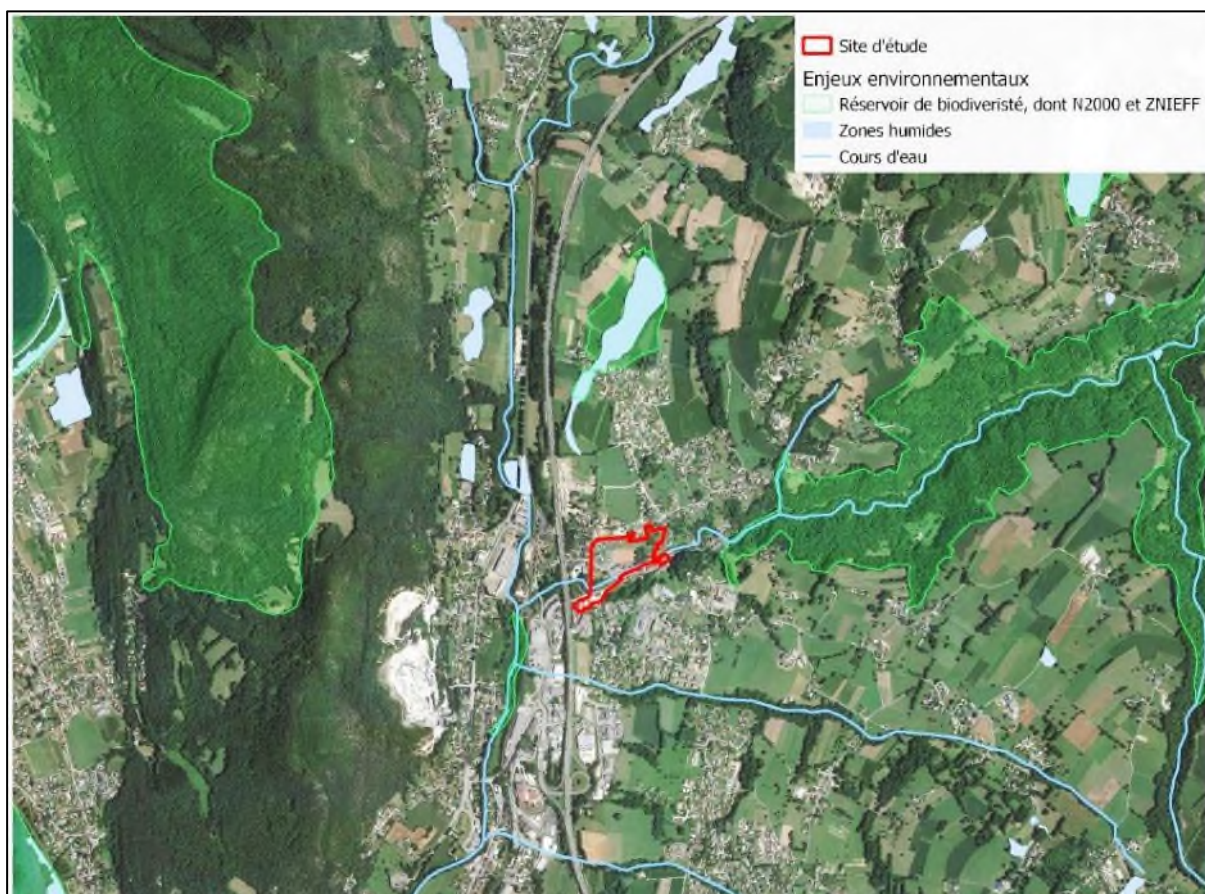 Site d'étude
Enjeux environnementaux
Réservoir de biodiveristé, dont N2000 et ZNIEFF
Zones humides
Cours d'eau